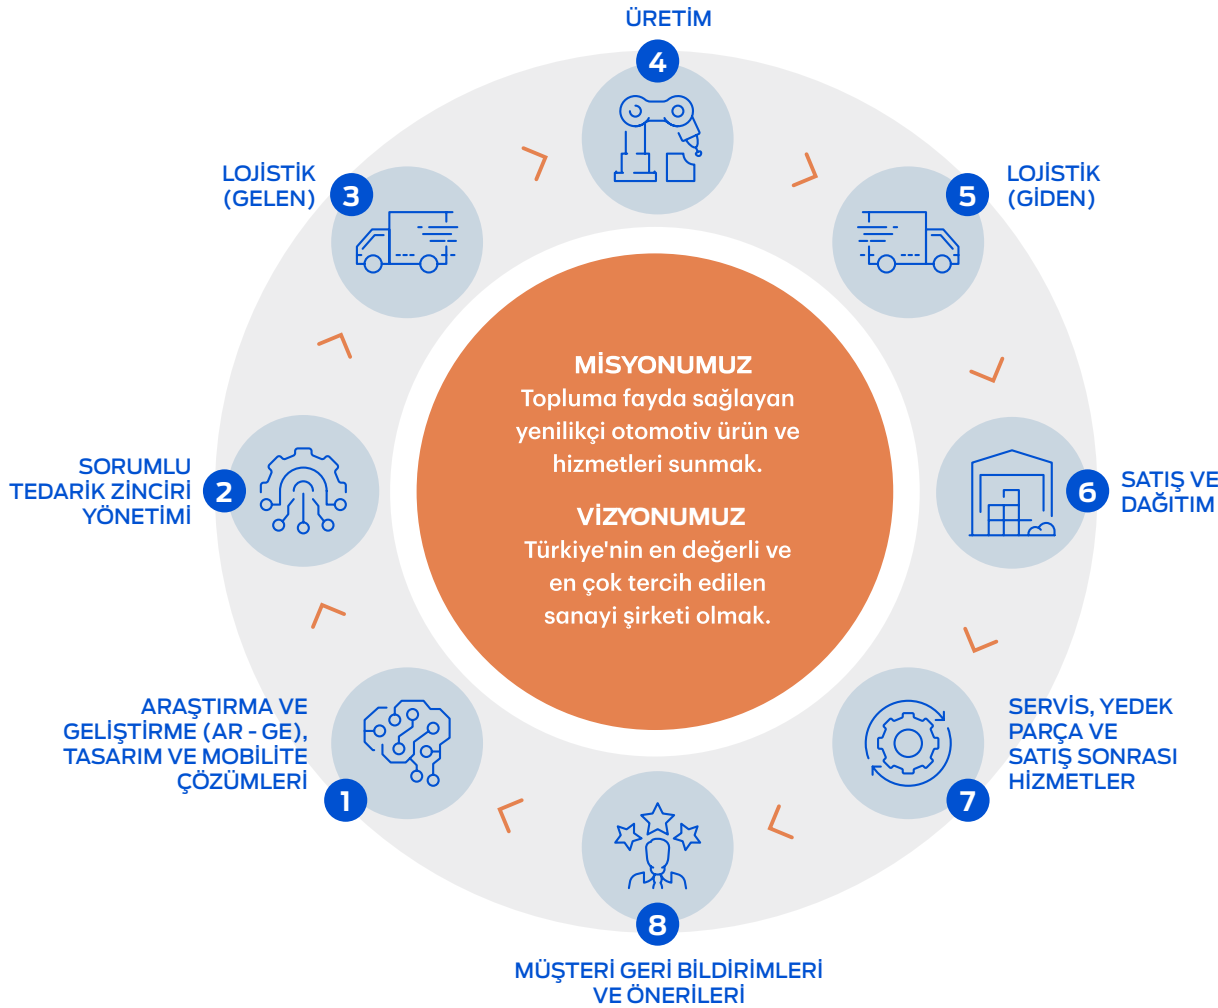 ÜRETİM
4
LOJİSTİK
(GELEN)
3
5
LOJİSTİK
(GİDEN)
MİSYONUMUZ
Topluma fayda sağlayan
yenilikçi otomotiv ürün ve
hizmetleri sunmak.
VİZYONUMUZ
Türkiye'nin en değerli ve
en çok tercih edilen
sanayi şirketi olmak.
SORUMLU
TEDARİK ZİNCİRİ
YÖNETİMİ
2
6
SATIŞ VE
DAĞITIM
ARAŞTIRMA VE
GELİŞTİRME (AR - GE),
TASARIM VE MOBİLİTE
ÇÖZÜMLERİ
1
SERVİS, YEDEK
PARÇA VE
SATIŞ SONRASI
HİZMETLER
7
8
MÜŞTERİ GERİ BİLDİRİMLERİ
VE ÖNERİLERİ